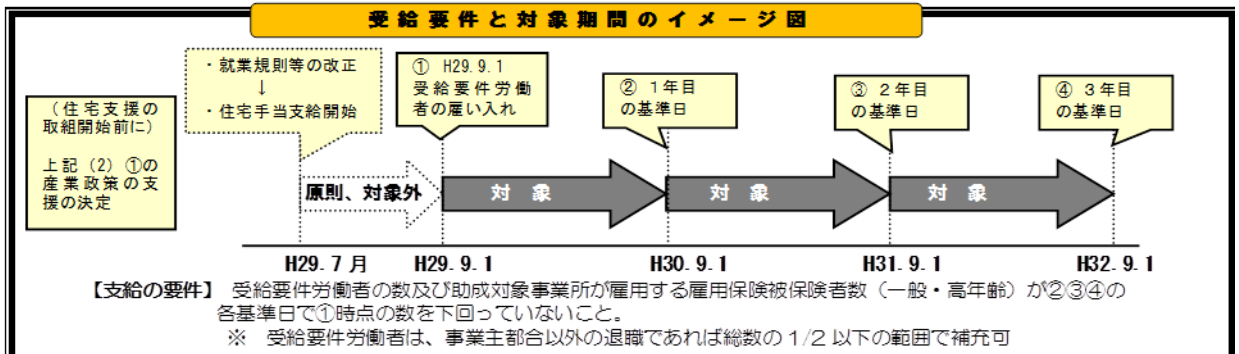 受給要件と対象期間のイメージ図
・就業規則等の改正
↓
・住宅手当支給開始
① H29.9.1
受給要件労働
者の雇い入れ
② 1年目
の基準日
③ 2年目
の基準日
④ 3年目
の基準日
（住宅支援の
取組開始前に）
上記（2）①の
産業政策の支
援の決定
原則、対象外
対 象
対 象
対 象
H29.7月
H29.9.1
H30.9.1
H31.9.1
H32.9.1
【支給の要件】 受給要件労働者の数及び助成対象事業所が雇用する雇用保険被保険者数（一般・高年齢）が②③④の
各基準日で①時点の数を下回っていないこと。
※ 受給要件労働者は、事業主都合以外の退職であれば総数の1/2以下の範囲で補充可